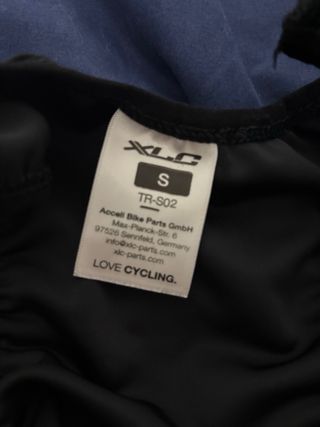 XLC
S
TR-S02
Accell Bike Parts GmbH
Max-Planck-Str. 6
97526 Sennfeld, Germany
info@xlc-parts.com
xlc-parts.com
LOVE CYCLING.